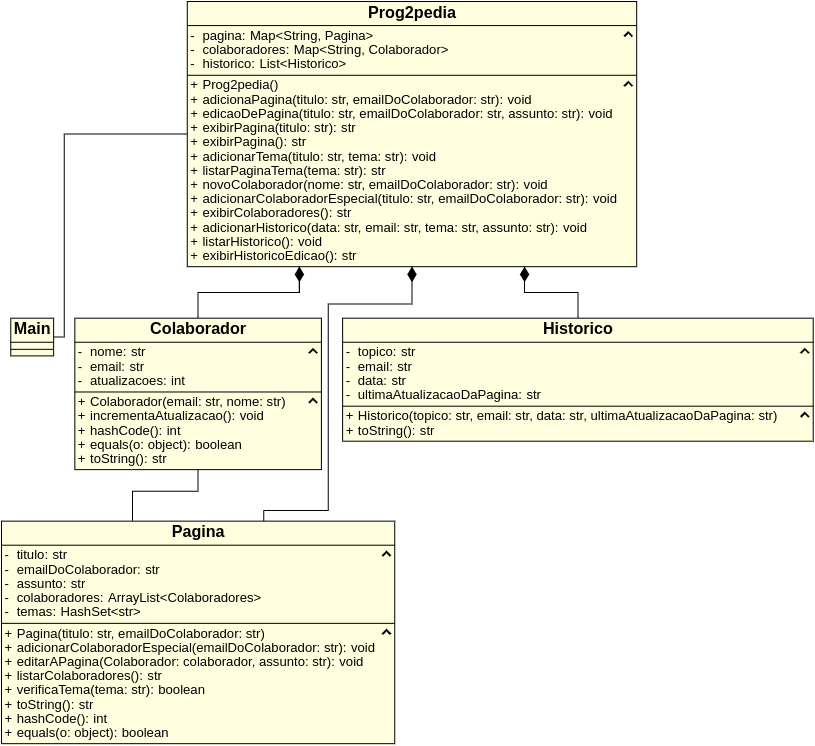 Prog2pedia
- pagina: Map<String, Pagina>
- colaboradores: Map<String, Colaborador>
- historico: List<Historico>
+ Prog2pedia()
+ adicionaPagina(titulo: str, emailDoColaborador: str): void
+ edicaoDePagina(titulo: str, emailDoColaborador: str, assunto: str): void
+ exibirPagina(titulo: str): str
+ exibirPagina(): str
+ adicionarTema(titulo: str, tema: str): void
+ listarPaginaTema(tema: str): str
+ novoColaborador(nome: str, emailDoColaborador: str): void
+ adicionarColaboradorEspecial(titulo: str, emailDoColaborador: str): void
+ exibirColaboradores(): str
+ adicionarHistorico(data: str, email: str, tema: str, assunto: str): void
+ listarHistorico(): void
+ exibirHistoricoEdicao(): str
Main
Colaborador
- nome: str
- email: str
- atualizacoes: int
+ Colaborador(email: str, nome: str)
+ incrementaAtualizacao(): void
+ hashCode(): int
+ equals(o: object): boolean
+ toString(): str
Historico
- topico: str
- email: str
- data: str
- ultimaAtualizacaoDaPagina: str
+ Historico(topico: str, email: str, data: str, ultimaAtualizacaoDaPagina: str)
+ toString(): str
Pagina
- titulo: str
- emailDoColaborador: str
- assunto: str
- colaboradores: ArrayList<Colaboradores>
- temas: HashSet<str>
+ Pagina(titulo: str, emailDoColaborador: str)
+ adicionarColaboradorEspecial(emailDoColaborador: str): void
+ editarAPagina(Colaborador: colaborador, assunto: str): void
+ listarColaboradores(): str
+ verificaTema(tema: str): boolean
+ toString(): str
+ hashCode(): int
+ equals(o: object): boolean